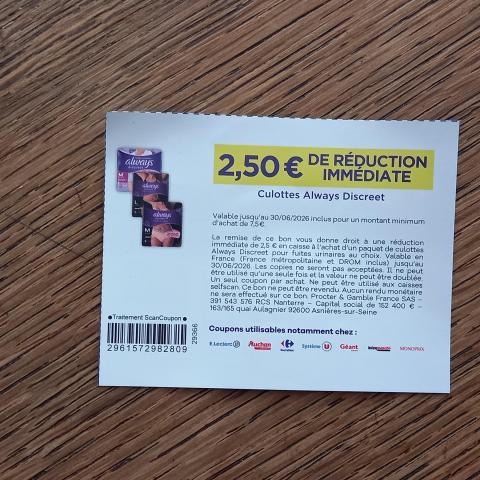 2,50 € DE RÉDUCTION
IMMÉDIATE
Culottes Always Discreet
always
always
always
Valable jusqu'au 30/06/2026 inclus pour un montant minimum
d'achat de 7,5€.
La remise de ce bon vous donne droit à une réduction
immédiate de 2,5 € en caisse à l'achat d'un paquet de culottes
Always Discreet pour fuites urinaires au choix. Valable en
France (France métropolitaine et DROM inclus) jusqu'au
30/06/2026. Les copies ne seront pas acceptées. Il ne peut
être utilisé qu'une seule fois et la valeur ne peut être doublée.
Un seul coupon par achat. Ne peut être utilisé aux caisses
selfscan. Ce bon ne peut être revendu. Aucun rendu monétaire
ne sera effectué sur ce bon. Procter & Gamble France SAS –
391 543 576 RCS Nanterre – Capital social de 152 400 € –
163/165 quai Aulagnier 92600 Asnières-sur-Seine
Traitement ScanCoupon
2961572982809
29966
Coupons utilisables notamment chez :
E.Leclerc Auchan Carrefour Système U Géant Intermarché MONOPRIX